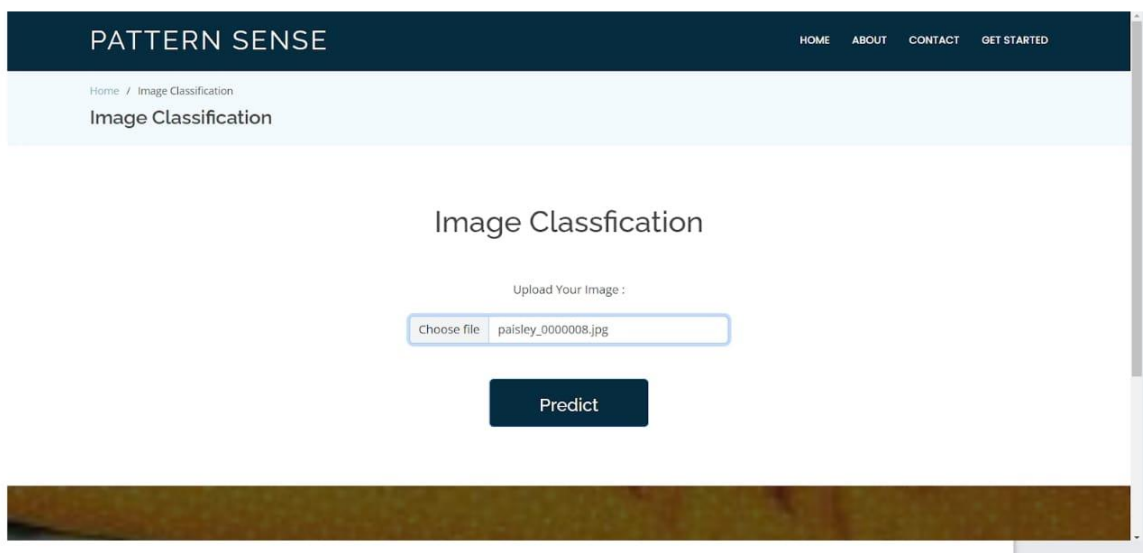 PATTERN SENSE
HOME ABOUT CONTACT GET STARTED
Home / Image Classification
Image Classification
Image Classfication
Upload Your Image :
Choose file paisley_0000008.jpg
Predict